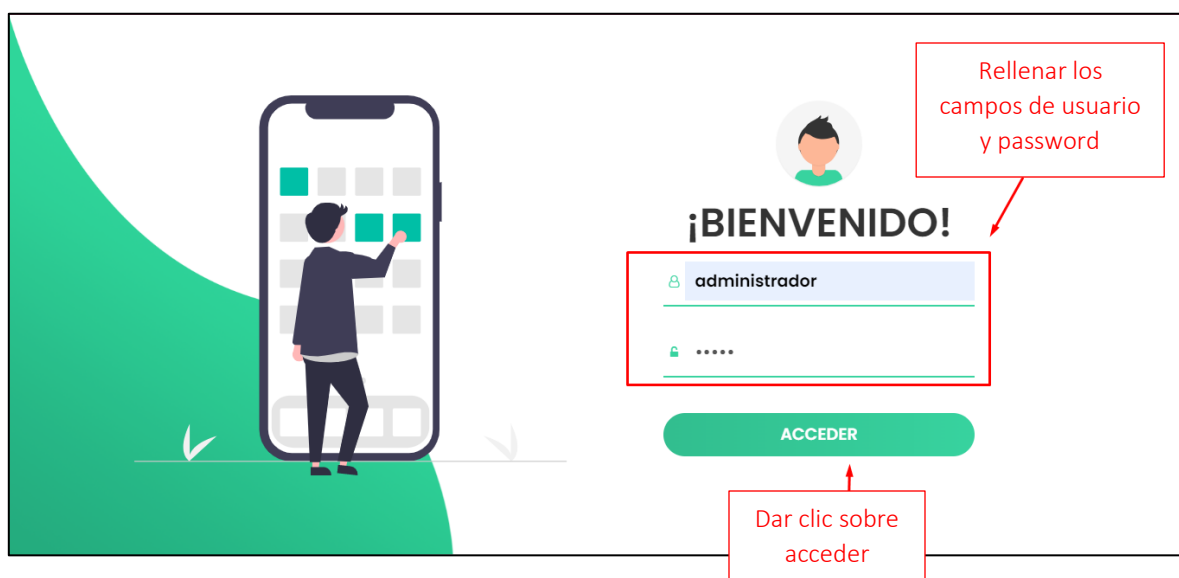 Rellenar los
campos de usuario
y password
¡BIENVENIDO!
administrador
•••••
ACCEDER
Dar clic sobre
acceder